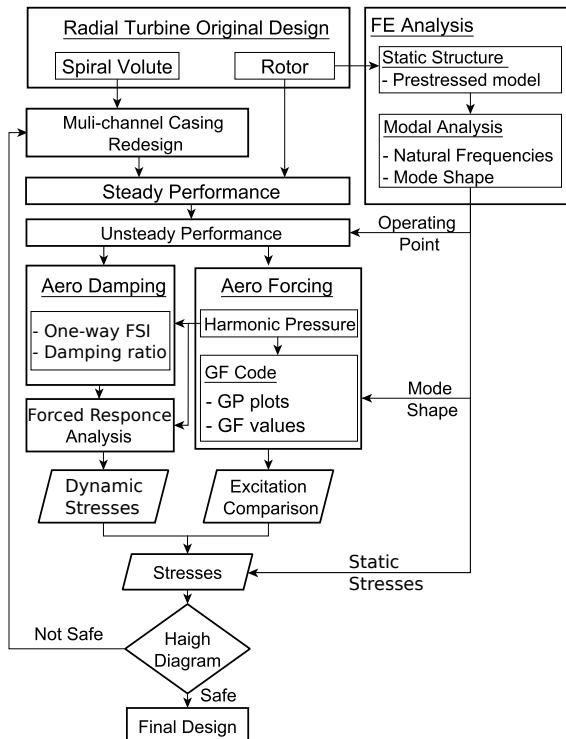 Radial Turbine Original Design
Spiral Volute
Rotor
FE Analysis
Static Structure
- Prestressed model
Modal Analysis
- Natural Frequencies
- Mode Shape
Muli-channel Casing
Redesign
Steady Performance
Unsteady Performance
Operating
Point
Aero Damping
- One-way FSI
- Damping ratio
Aero Forcing
Harmonic Pressure
GF Code
- GP plots
- GF values
Mode
Shape
Forced Responce
Analysis
Dynamic
Stresses
Excitation
Comparison
Stresses
Static
Stresses
Haigh
Diagram
Not Safe
Safe
Final Design